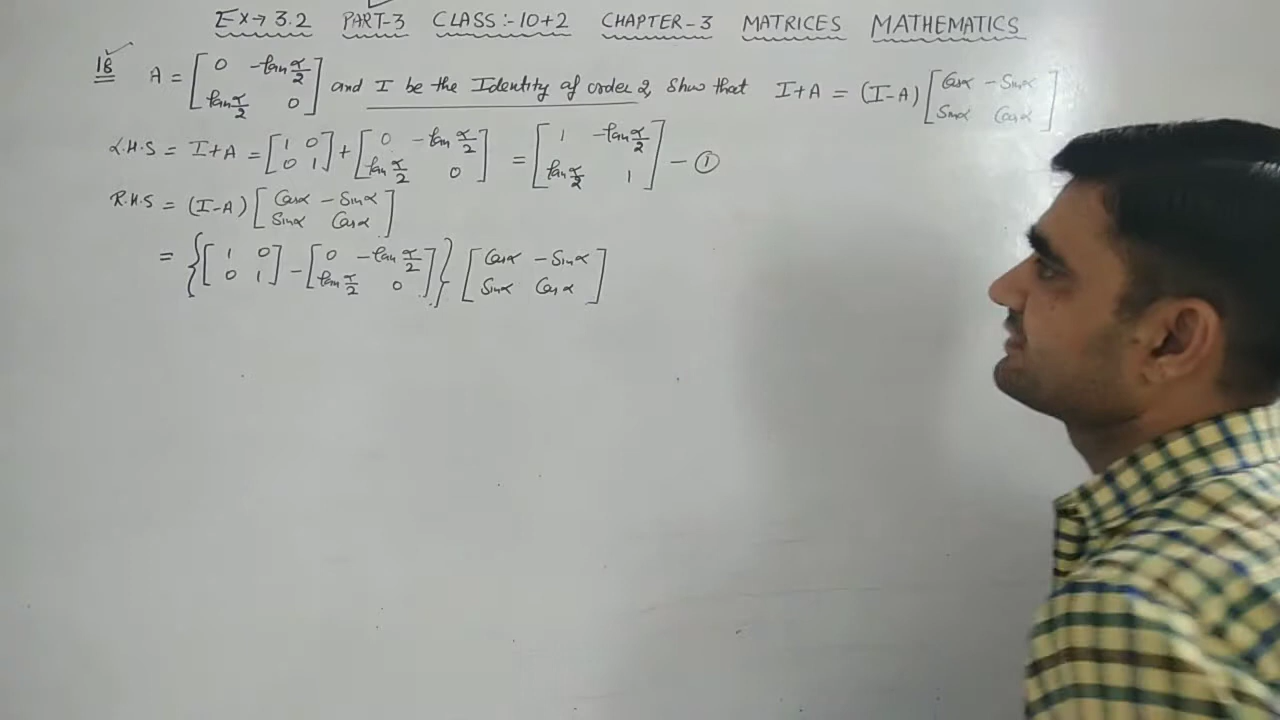 EX→ 3.2 PART-3 CLASS:- 10+2 CHAPTER-3 MATRICES MATHEMATICS
18 A = [0 -tan α/2; tan α/2 0] and I be the Identity of order 2, Show that I+A = (I-A) [Cosα -Sinα; Sinα Cosα]
L.H.S = I+A = [1 0; 0 1] + [0 -tan α/2; tan α/2 0] = [1 -tan α/2; tan α/2 1] - ①
R.H.S = (I-A) [Cosα -Sinα; Sinα Cosα]
= {[1 0; 0 1] - [0 -tan α/2; tan α/2 0]} [Cosα -Sinα; Sinα Cosα]